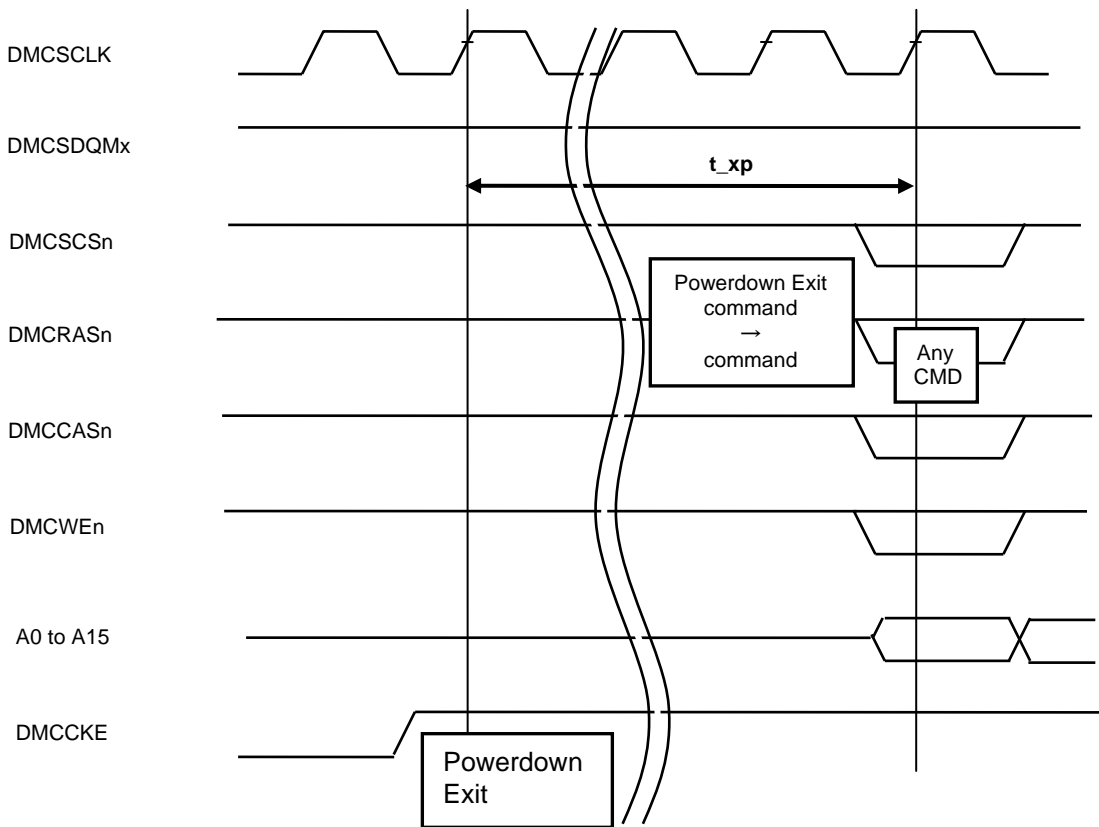 DMCSCLK
DMCSDQMx
t_xp
DMCSCSn
Powerdown Exit
command
→
command
DMCRASn
Any
CMD
DMCCASn
DMCWEn
A0 to A15
DMCCKE
Powerdown
Exit